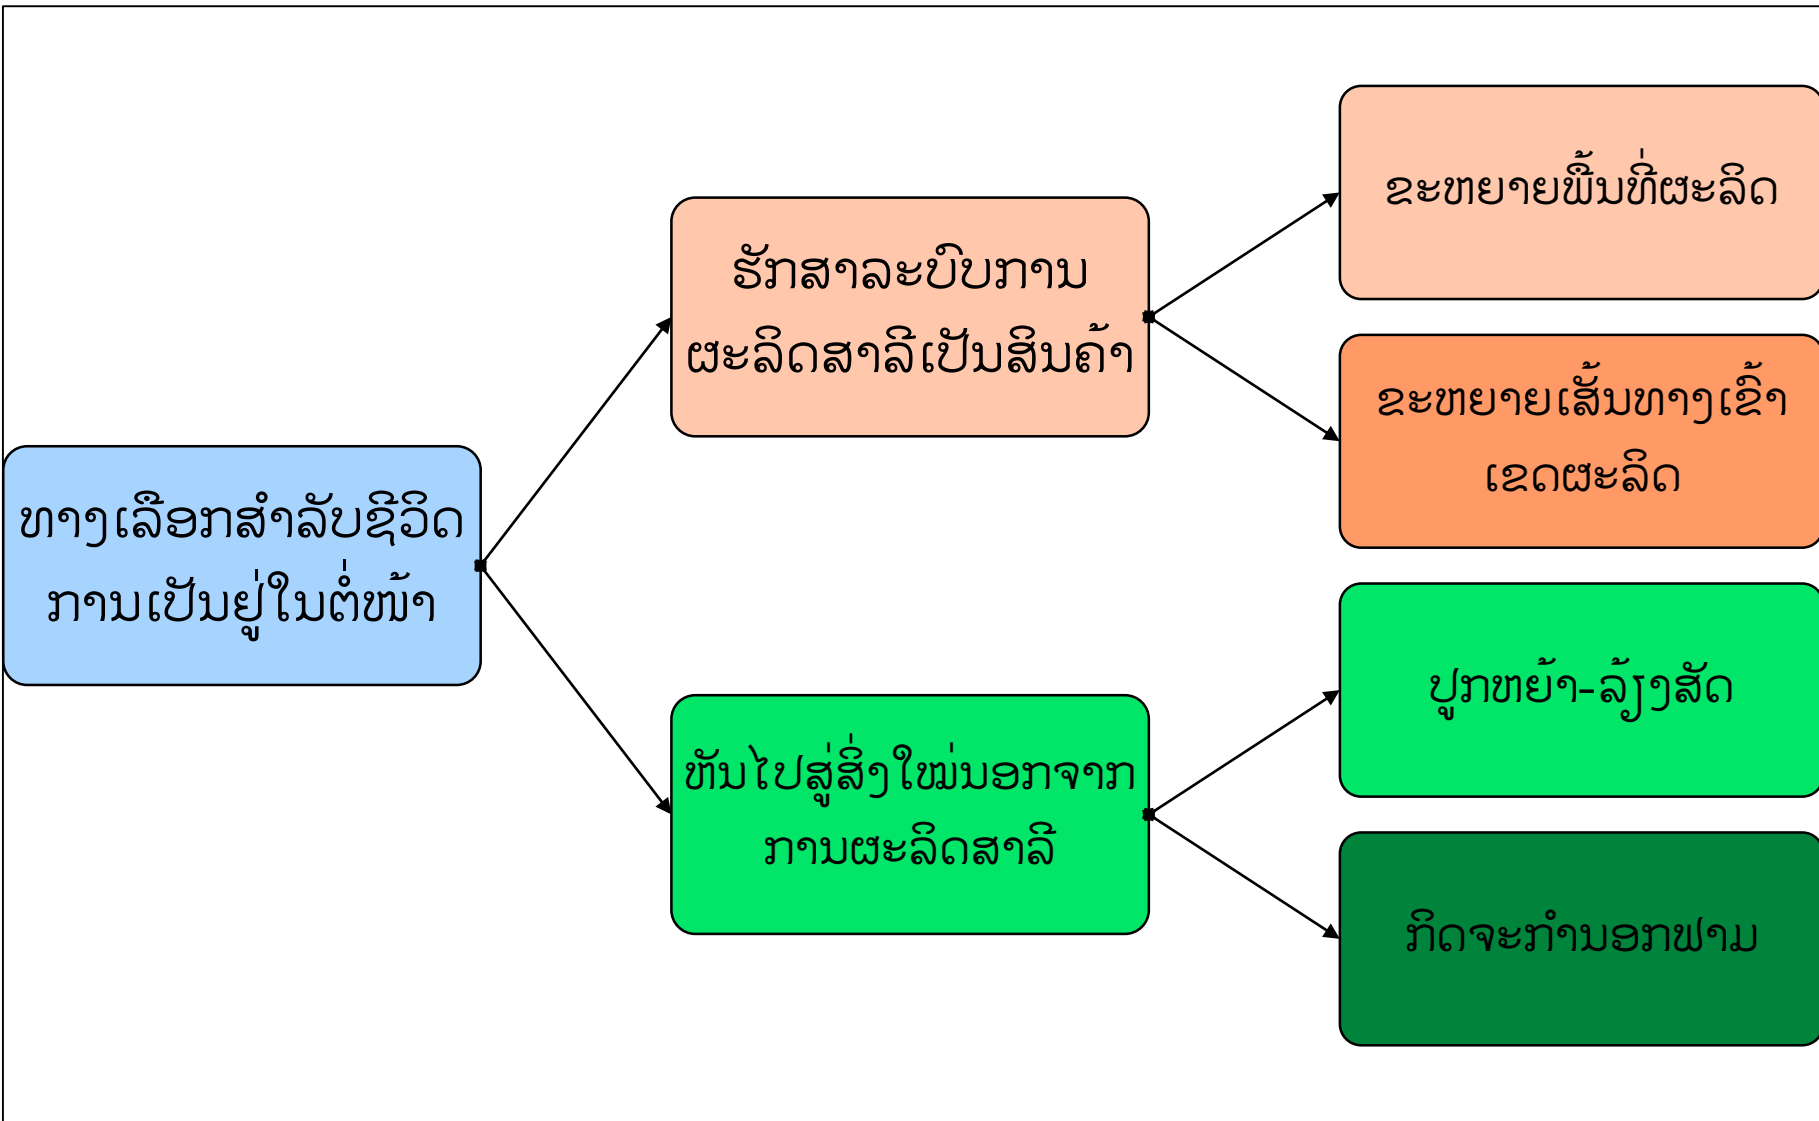 ທາງເລືອກສຳລັບຊີວິດ
ການເປັນຢູ່ໃນຕໍ່ໜ້າ
ຮັກສາລະບົບການ
ຜະລິດສາລີເປັນສິນຄ້າ
ຂະຫຍາຍພື້ນທີ່ຜະລິດ
ຂະຫຍາຍເສັ້ນທາງເຂົ້າ
ເຂດຜະລິດ
ຫັນໄປສູ່ສິ່ງໃໝ່ນອກຈາກ
ການຜະລິດສາລີ
ປູກຫຍ້າ-ລ້ຽງສັດ
ກິດຈະກຳນອກຟາມ